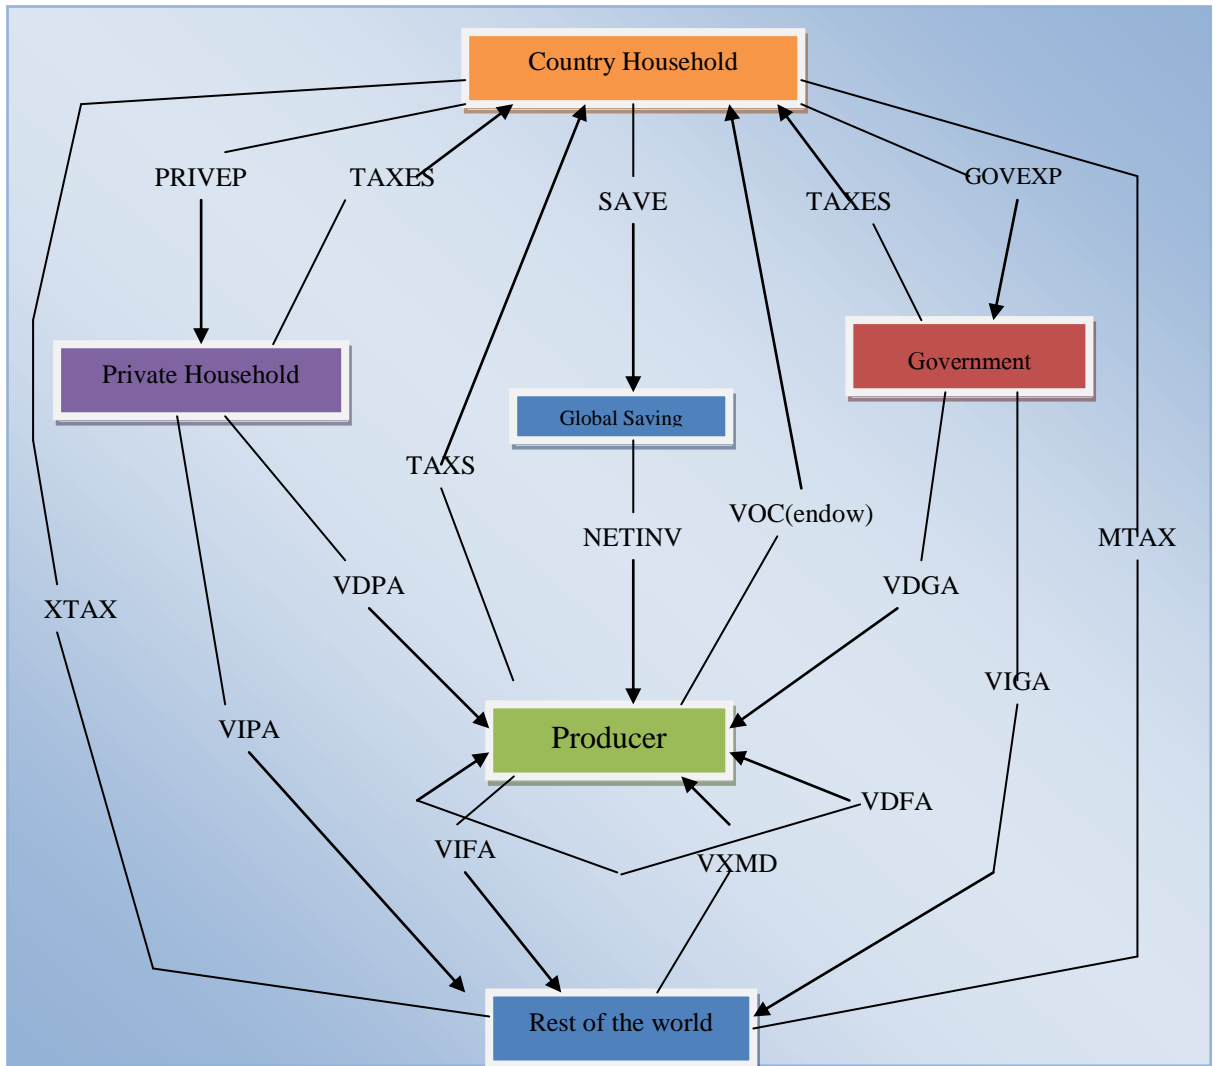 Country Household
PRIVEP
TAXES
SAVE
TAXES
GOVEXP
Private Household
Global Saving
Government
TAXS
VOC(endow)
NETINV
MTAX
VDPA
VDGA
XTAX
VIGA
VIPA
Producer
VDFA
VIFA
VXMD
Rest of the world